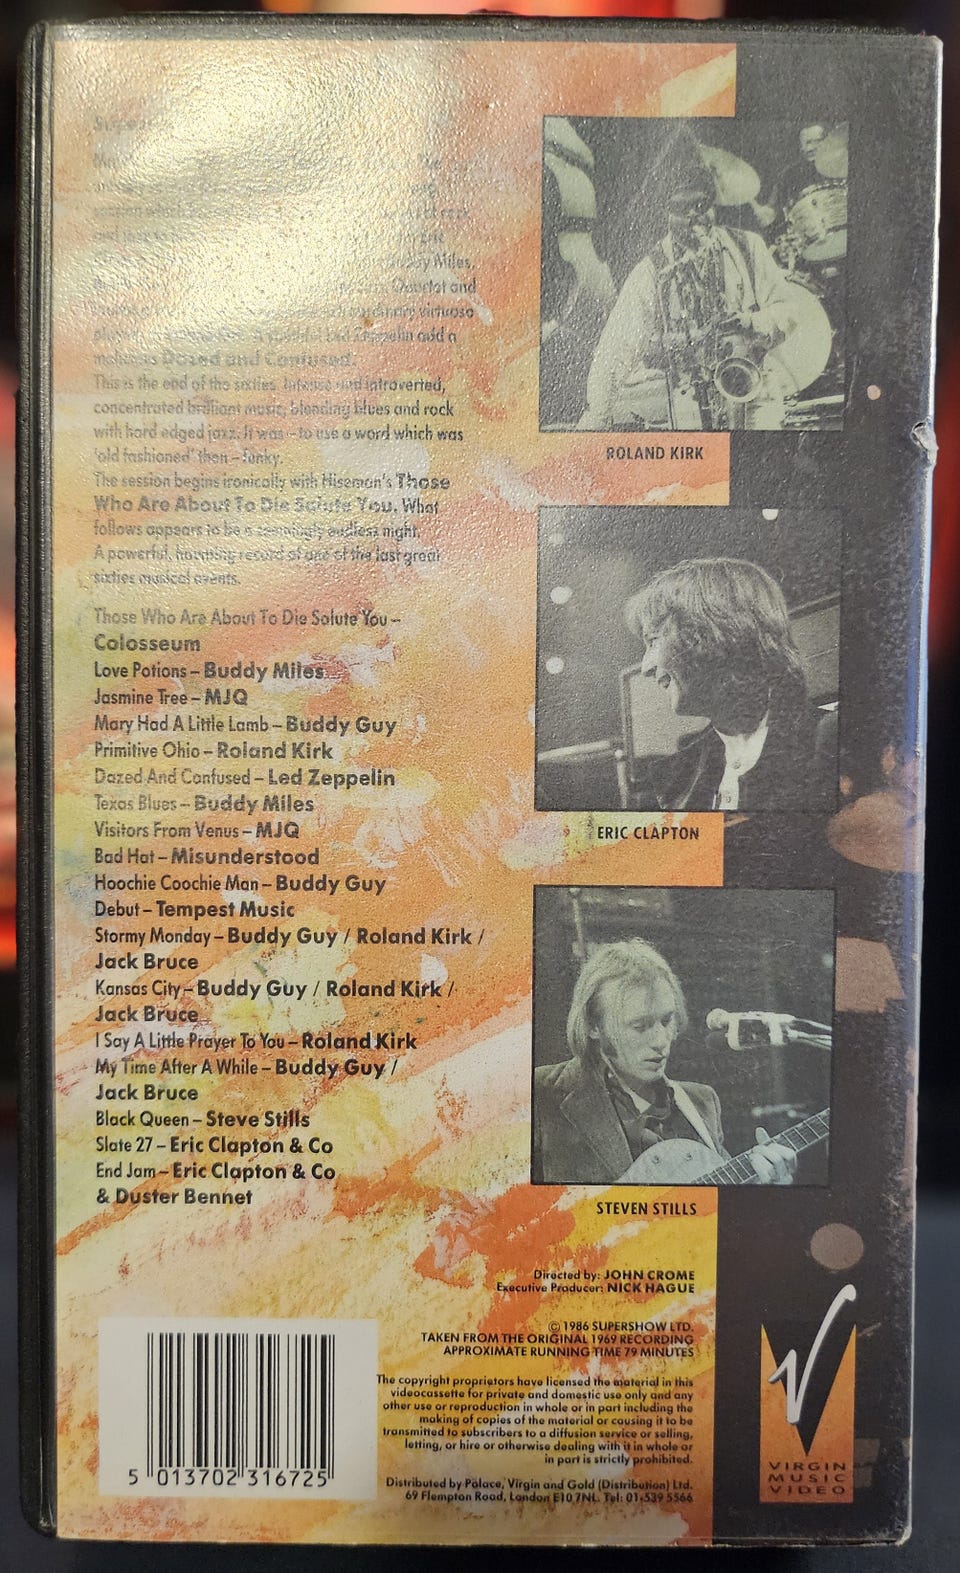 Miles,
Quartet and
virtuoso
Led Zeppelin add a
Dazed and Confused.
This is the end of the sixties. Intense and introverted,
concentrated brilliant music, blending blues and rock
with hard edged jazz. It was – to use a word which was
'old fashioned' then – funky.
The session begins ironically with Hiseman's Those
Who Are About To Die Salute You. What
follows appears to be a seemingly endless night.
A powerful, haunting record of one of the last great
sixties musical events.
Those Who Are About To Die Salute You –
Colosseum
Love Potions – Buddy Miles
Jasmine Tree – MJQ
Mary Had A Little Lamb – Buddy Guy
Primitive Ohio – Roland Kirk
Dazed And Confused – Led Zeppelin
Texas Blues – Buddy Miles
Visitors From Venus – MJQ
Bad Hat – Misunderstood
Hoochie Coochie Man – Buddy Guy
Debut – Tempest Music
Stormy Monday – Buddy Guy / Roland Kirk /
Jack Bruce
Kansas City – Buddy Guy / Roland Kirk /
Jack Bruce
I Say A Little Prayer To You – Roland Kirk
My Time After A While – Buddy Guy /
Jack Bruce
Black Queen – Steve Stills
Slate 27 – Eric Clapton & Co
End Jam – Eric Clapton & Co
& Duster Bennet
ROLAND KIRK
ERIC CLAPTON
STEVEN STILLS
Directed by: JOHN CROME
Executive Producer: NICK HAGUE
© 1986 SUPERSHOW LTD.
TAKEN FROM THE ORIGINAL 1969 RECORDING
APPROXIMATE RUNNING TIME 79 MINUTES
The copyright proprietors have licensed the material in this
videocassette for private and domestic use only and any
other use or reproduction in whole or in part including the
making of copies of the material or causing it to be
transmitted to subscribers to a diffusion service or selling,
letting, or hire or otherwise dealing with it in whole or
in part is strictly prohibited.
Distributed by Palace, Virgin and Gold (Distribution) Ltd.
69 Flempton Road, London E10 7NL. Tel: 01-539 5566
5 013702 316725
VIRGIN
MUSIC
VIDEO